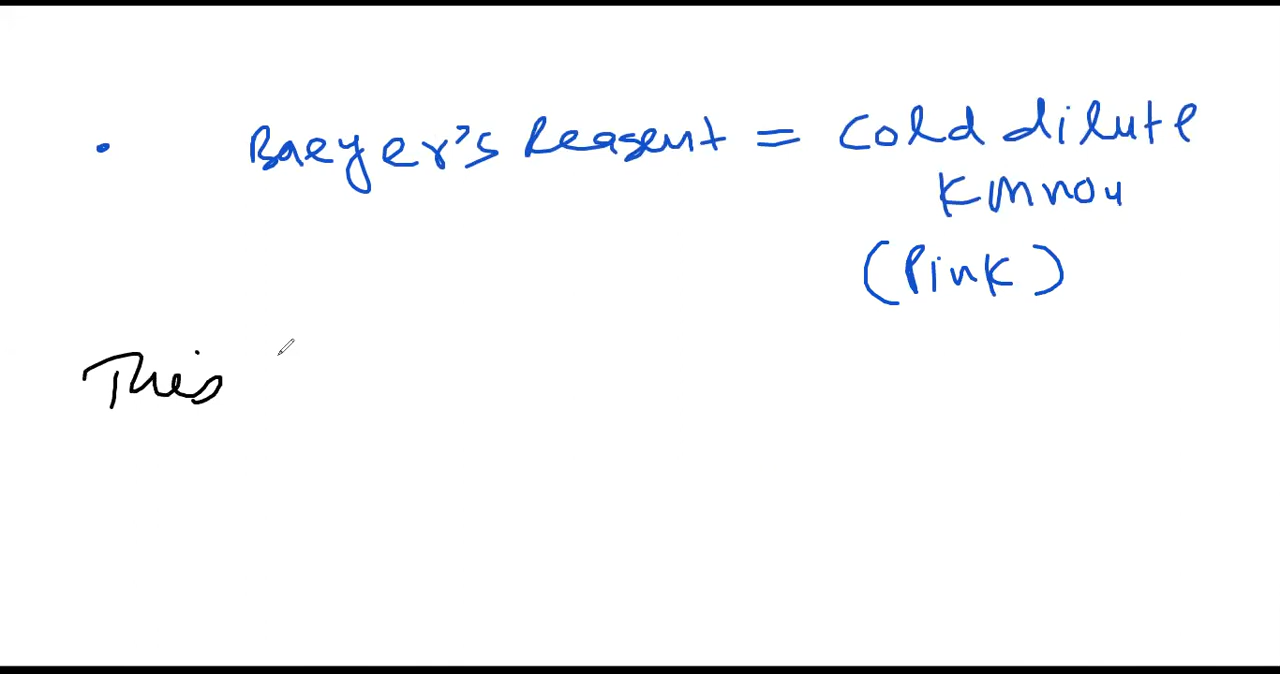 • Baeyer's Reagent = Cold dilute
KMnO4
(Pink)
This